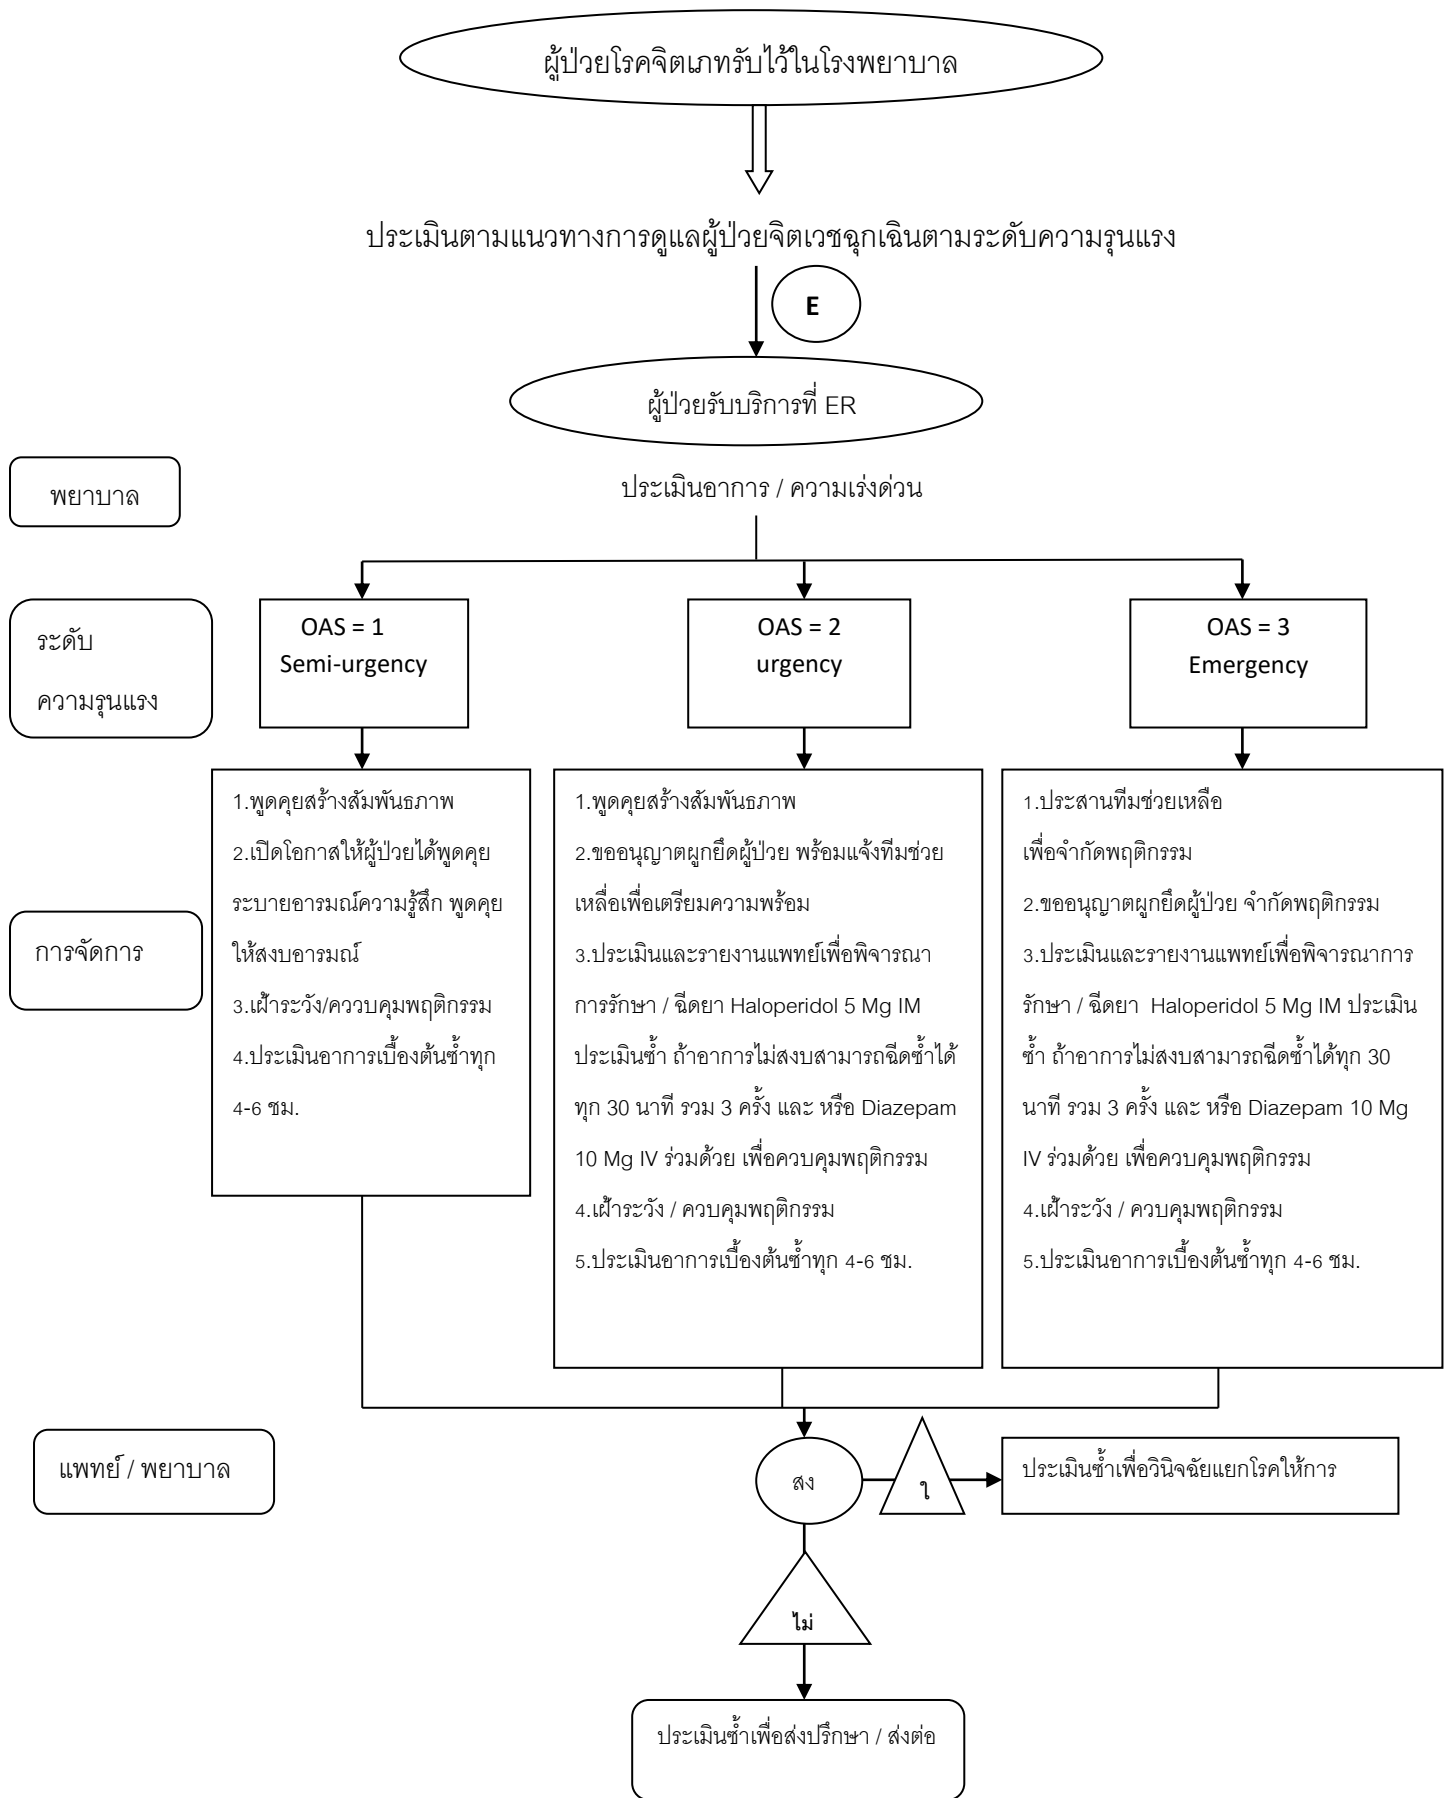 ผู้ป่วยโรคจิตเภทรับไว้ในโรงพยาบาล
ประเมินตามแนวทางการดูแลผู้ป่วยจิตเวชฉุกเฉินตามระดับความรุนแรง
E
ผู้ป่วยรับบริการที่ ER
พยาบาล
ประเมินอาการ / ความเร่งด่วน
ระดับ
ความรุนแรง
OAS = 1
Semi-urgency
OAS = 2
urgency
OAS = 3
Emergency
การจัดการ
1.พูดคุยสร้างสัมพันธภาพ
2.เปิดโอกาสให้ผู้ป่วยได้พูดคุย
ระบายอารมณ์ความรู้สึก พูดคุย
ให้สงบอารมณ์
3.เฝ้าระวัง/คววบคุมพฤติกรรม
4.ประเมินอาการเบื้องต้นซ้ำทุก
4-6 ชม.
1.พูดคุยสร้างสัมพันธภาพ
2.ขออนุญาตผูกยึดผู้ป่วย พร้อมแจ้งทีมช่วย
เหลื่อเพื่อเตรียมความพร้อม
3.ประเมินและรายงานแพทย์เพื่อพิจารณา
การรักษา / ฉีดยา Haloperidol 5 Mg IM
ประเมินซ้ำ ถ้าอาการไม่สงบสามารถฉีดซ้ำได้
ทุก 30 นาที รวม 3 ครั้ง และ หรือ Diazepam
10 Mg IV ร่วมด้วย เพื่อควบคุมพฤติกรรม
4.เฝ้าระวัง / ควบคุมพฤติกรรม
5.ประเมินอาการเบื้องต้นซ้ำทุก 4-6 ชม.
1.ประสานทีมช่วยเหลือ
เพื่อจำกัดพฤติกรรม
2.ขออนุญาตผูกยึดผู้ป่วย จำกัดพฤติกรรม
3.ประเมินและรายงานแพทย์เพื่อพิจารณาการ
รักษา / ฉีดยา Haloperidol 5 Mg IM ประเมิน
ซ้ำ ถ้าอาการไม่สงบสามารถฉีดซ้ำได้ทุก 30
นาที รวม 3 ครั้ง และ หรือ Diazepam 10 Mg
IV ร่วมด้วย เพื่อควบคุมพฤติกรรม
4.เฝ้าระวัง / ควบคุมพฤติกรรม
5.ประเมินอาการเบื้องต้นซ้ำทุก 4-6 ชม.
แพทย์ / พยาบาล
สง
ใ
ประเมินซ้ำเพื่อวินิจฉัยแยกโรคให้การ
ไม่
ประเมินซ้ำเพื่อส่งปรึกษา / ส่งต่อ